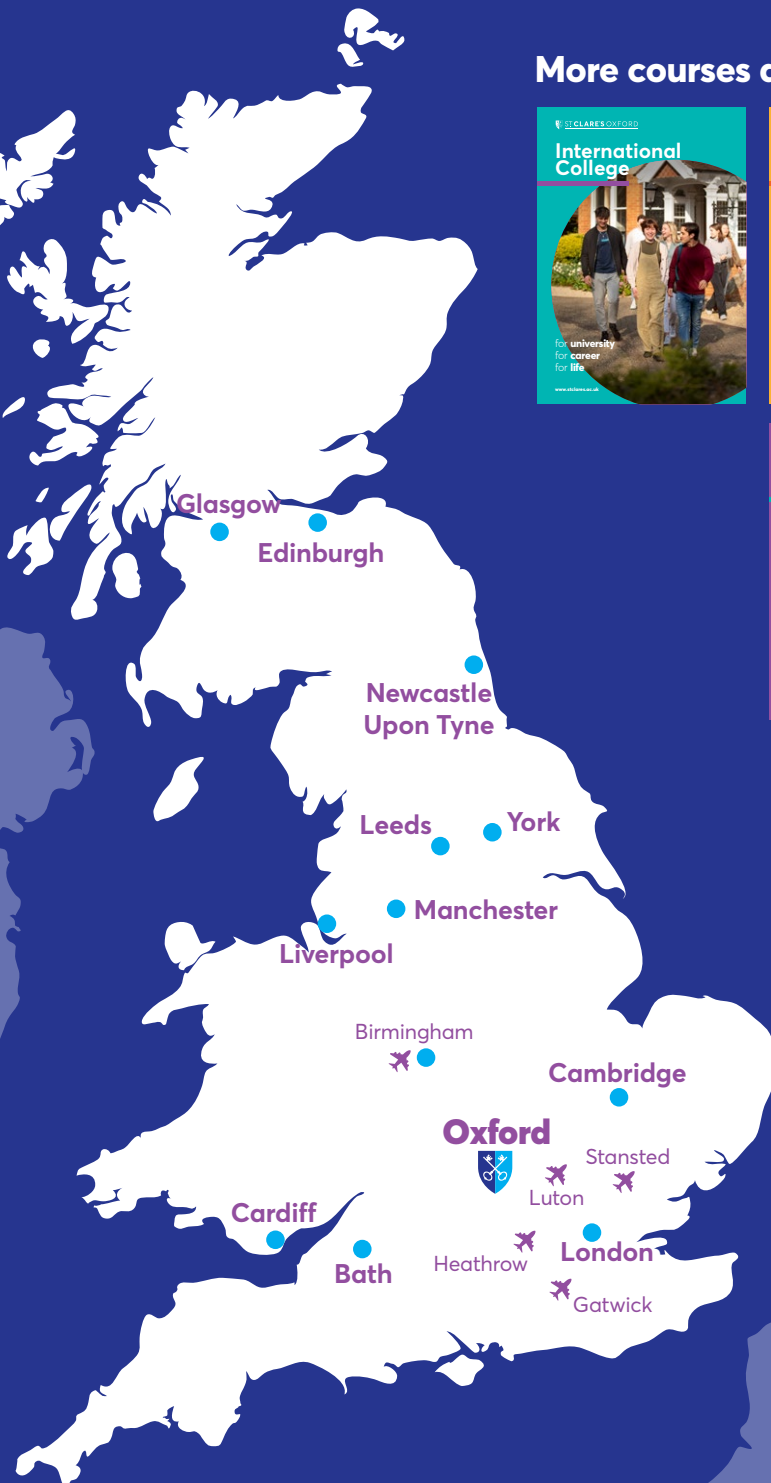 More courses
ST CLARE'S OXFORD
International
College
for university
for career
for life
www.stclares.ac.uk
Glasgow
Edinburgh
Newcastle
Upon Tyne
Leeds
York
Manchester
Liverpool
Birmingham
Cambridge
Oxford
Stansted
Luton
Cardiff
London
Heathrow
Bath
Gatwick